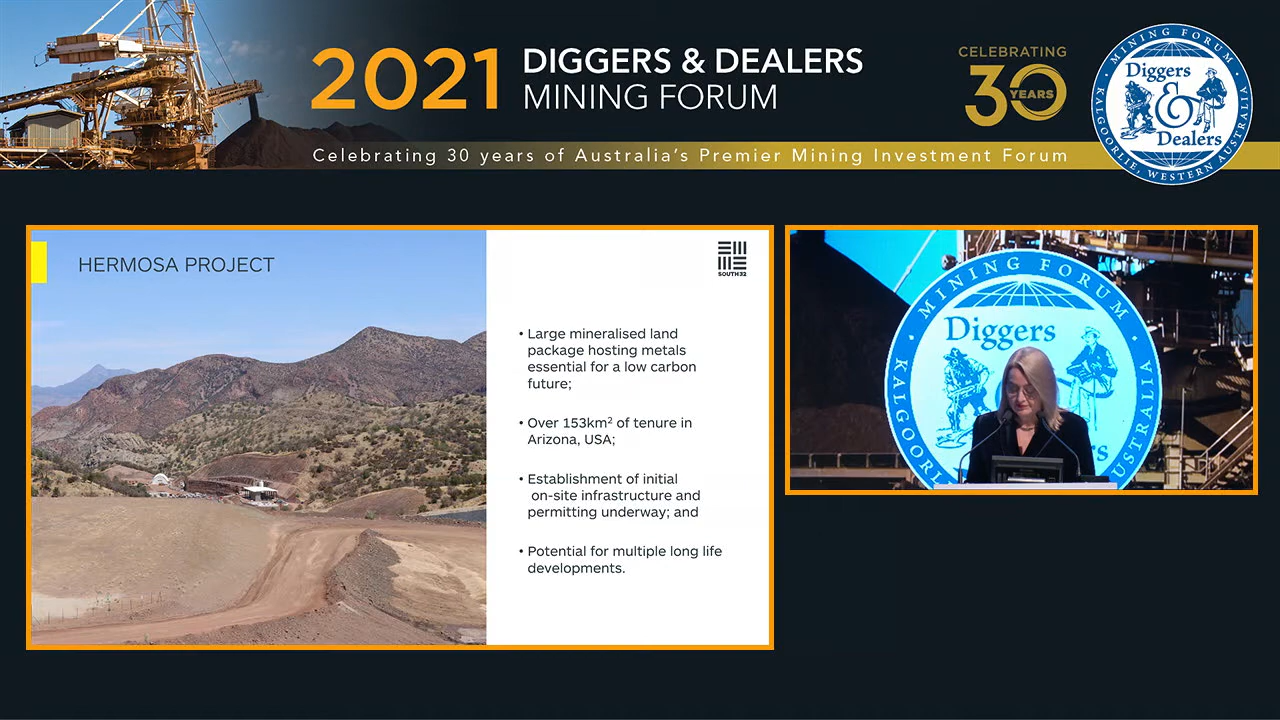 2021 DIGGERS & DEALERS
MINING FORUM
CELEBRATING
30 YEARS
Celebrating 30 years of Australia's Premier Mining Investment Forum
MINING FORUM
Diggers
&
Dealers
KALGOORLIE, WESTERN AUSTRALIA
HERMOSA PROJECT
SOUTH32
• Large mineralised land
package hosting metals
essential for a low carbon
future;
• Over 153km² of tenure in
Arizona, USA;
• Establishment of initial
on-site infrastructure and
permitting underway; and
• Potential for multiple long life
developments.
MINING FORUM
Diggers